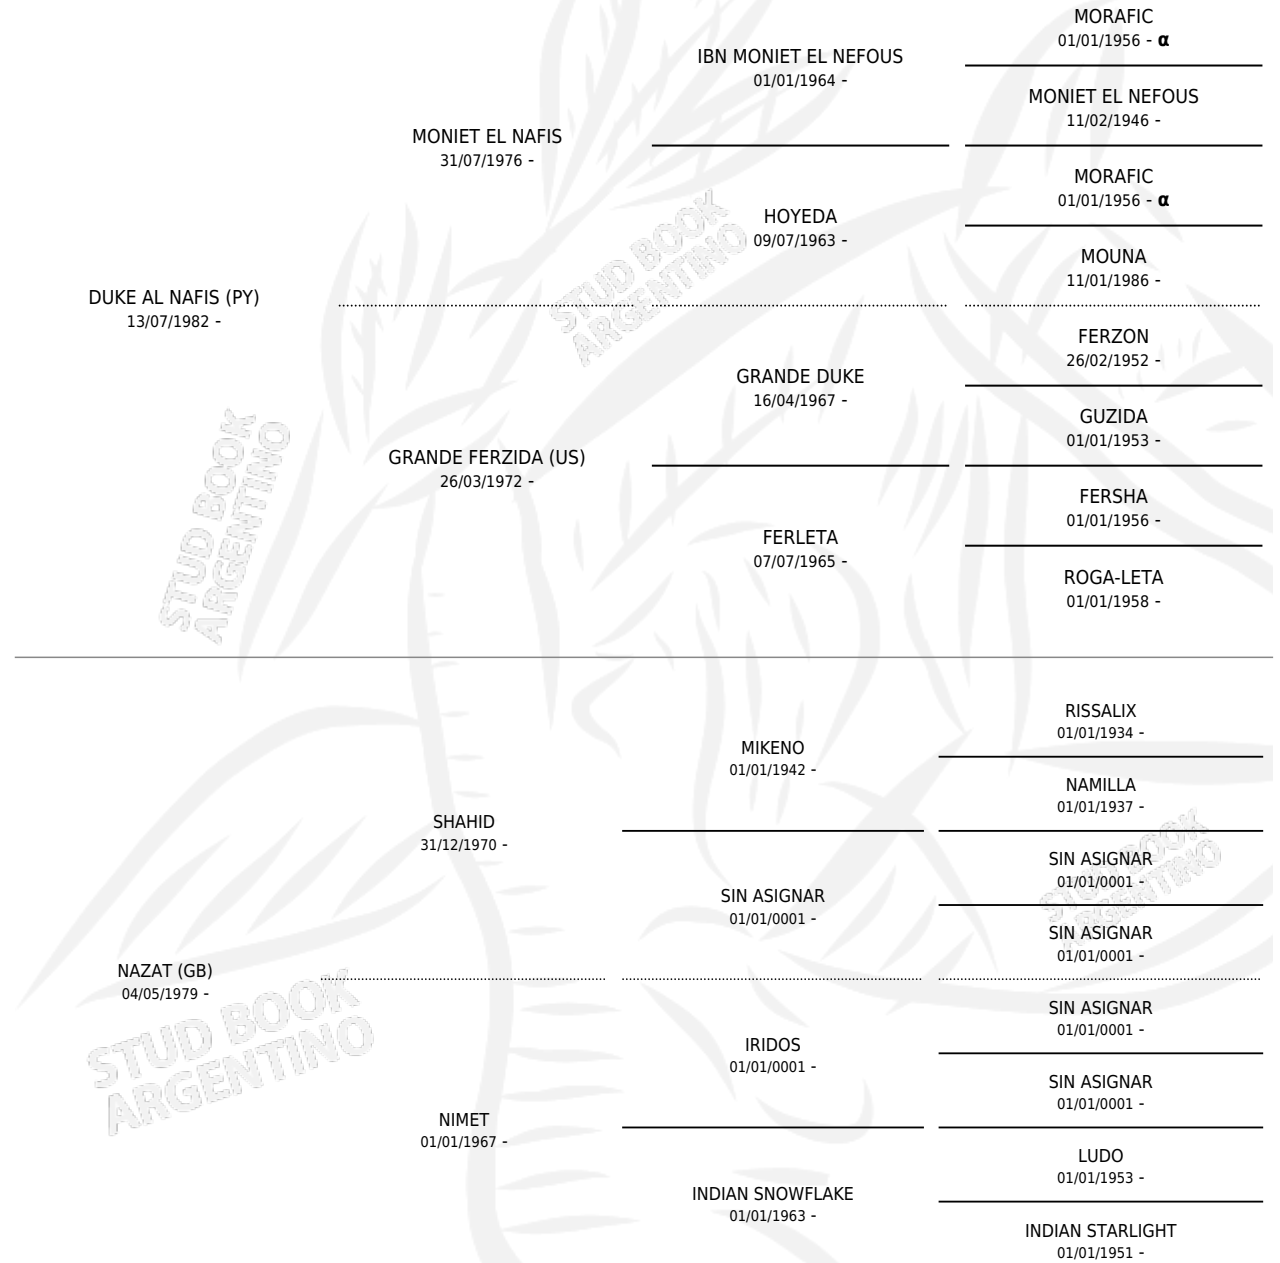 MORAFIC
01/01/1956 - α
IBN MONIET EL NEFOUS
01/01/1964 -
MONIET EL NEFOUS
11/02/1946 -
MONIET EL NAFIS
31/07/1976 -
MORAFIC
01/01/1956 - α
HOYEDA
09/07/1963 -
MOUNA
11/01/1986 -
DUKE AL NAFIS (PY)
13/07/1982 -
FERZON
26/02/1952 -
GRANDE DUKE
16/04/1967 -
GUZIDA
01/01/1953 -
GRANDE FERZIDA (US)
26/03/1972 -
FERSHA
01/01/1956 -
FERLETA
07/07/1965 -
ROGA-LETA
01/01/1958 -
RISSALIX
01/01/1934 -
MIKENO
01/01/1942 -
NAMILLA
01/01/1937 -
SHAHID
31/12/1970 -
SIN ASIGNAR
01/01/0001 -
SIN ASIGNAR
01/01/0001 -
SIN ASIGNAR
01/01/0001 -
NAZAT (GB)
04/05/1979 -
SIN ASIGNAR
01/01/0001 -
IRIDOS
01/01/0001 -
SIN ASIGNAR
01/01/0001 -
NIMET
01/01/1967 -
LUDO
01/01/1953 -
INDIAN SNOWFLAKE
01/01/1963 -
INDIAN STARLIGHT
01/01/1951 -
STUD BOOK
ARGENTINO
STUD BOOK
ARGENTINO
STUD BOOK
ARGENTINO
STUD BOOK
ARGENTINO